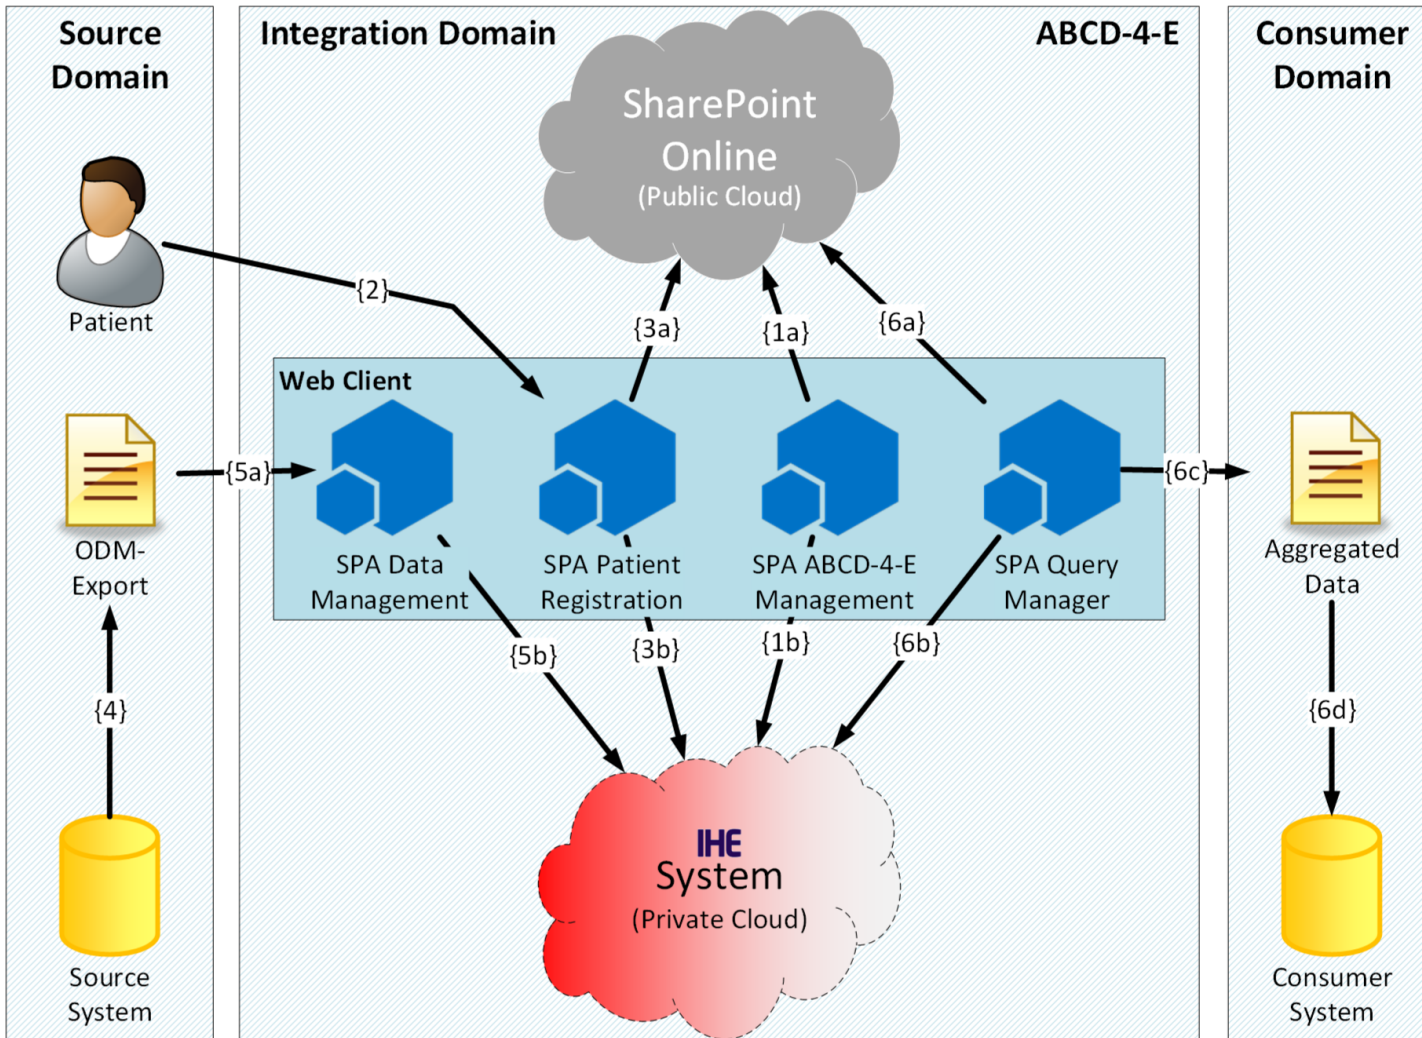 Source
Domain
Integration Domain
ABCD-4-E
Consumer
Domain
SharePoint
Online
(Public Cloud)
Patient
{2}
{3a}
{1a}
{6a}
Web Client
{5a}
{6c}
ODM-
Export
SPA Data
Management
SPA Patient
Registration
SPA ABCD-4-E
Management
SPA Query
Manager
Aggregated
Data
{5b}
{3b}
{1b}
{6b}
{4}
{6d}
IHE
System
(Private Cloud)
Source
System
Consumer
System